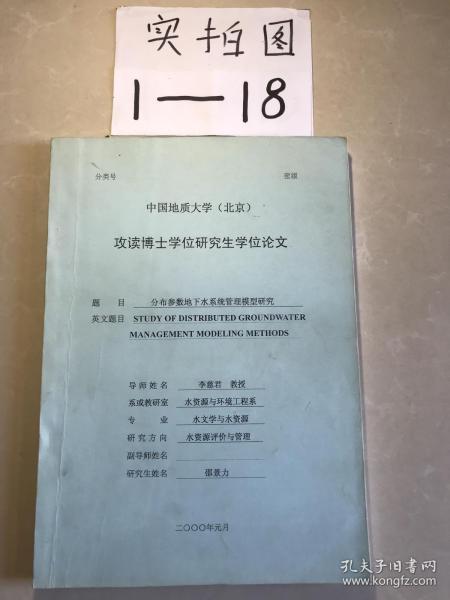 实拍图
1—18
分类号 密级
中国地质大学（北京）
攻读博士学位研究生学位论文
题 目 分布参数地下水系统管理模型研究
英文题目 STUDY OF DISTRIBUTED GROUNDWATER
MANAGEMENT MODELING METHODS
导师姓名 李慈君 教授
系或教研室 水资源与环境工程系
专 业 水文学与水资源
研究方向 水资源评价与管理
副导师姓名
研究生姓名 邵景力
二〇〇〇年元月
孔夫子旧书网
www.kongfz.com